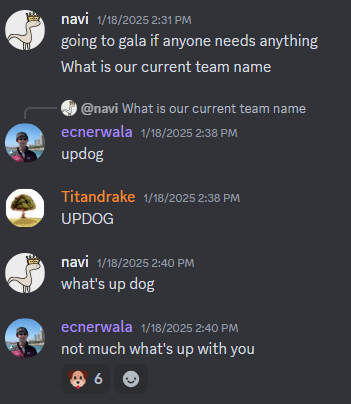 navi 1/18/2025 2:31 PM
going to gala if anyone needs anything
What is our current team name
@navi What is our current team name
ecnerwala 1/18/2025 2:38 PM
updog
Titandrake 1/18/2025 2:38 PM
UPDOG
navi 1/18/2025 2:40 PM
what's up dog
ecnerwala 1/18/2025 2:40 PM
not much what's up with you
6